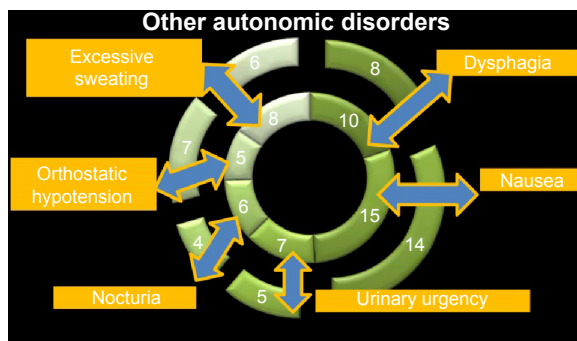 Other autonomic disorders
Excessive
sweating
6
8
Dysphagia
8
10
7
5
Orthostatic
hypotension
Nausea
6
15
4
7
14
Nocturia
5
Urinary urgency